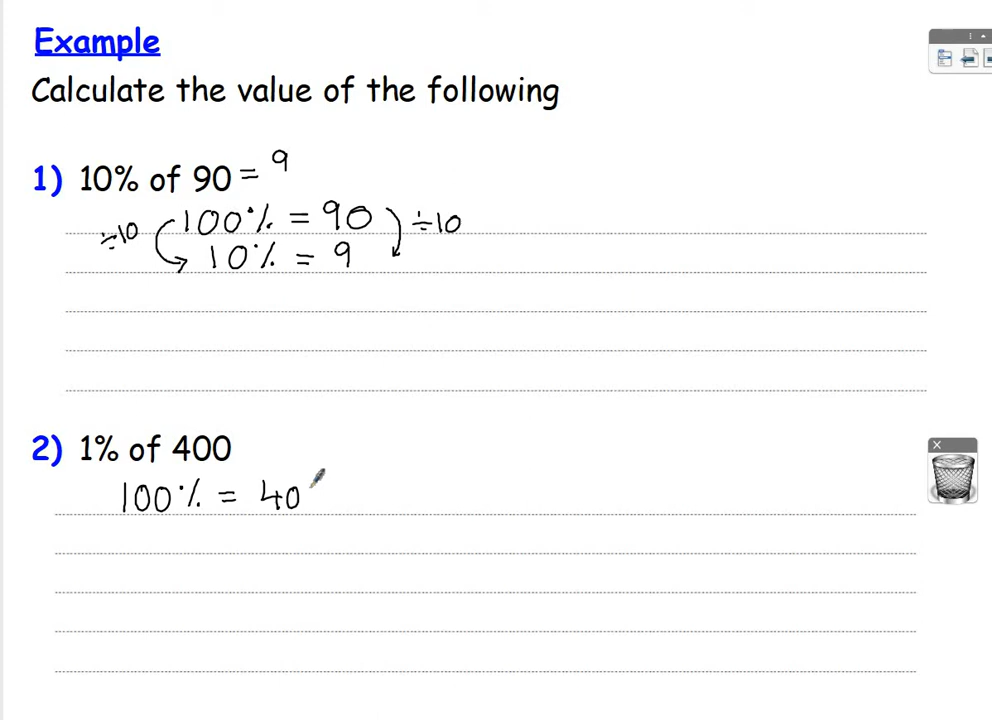 Example
Calculate the value of the following
1) 10% of 90 = 9
÷10 100% = 90 ÷10
10% = 9
2) 1% of 400
100% = 40